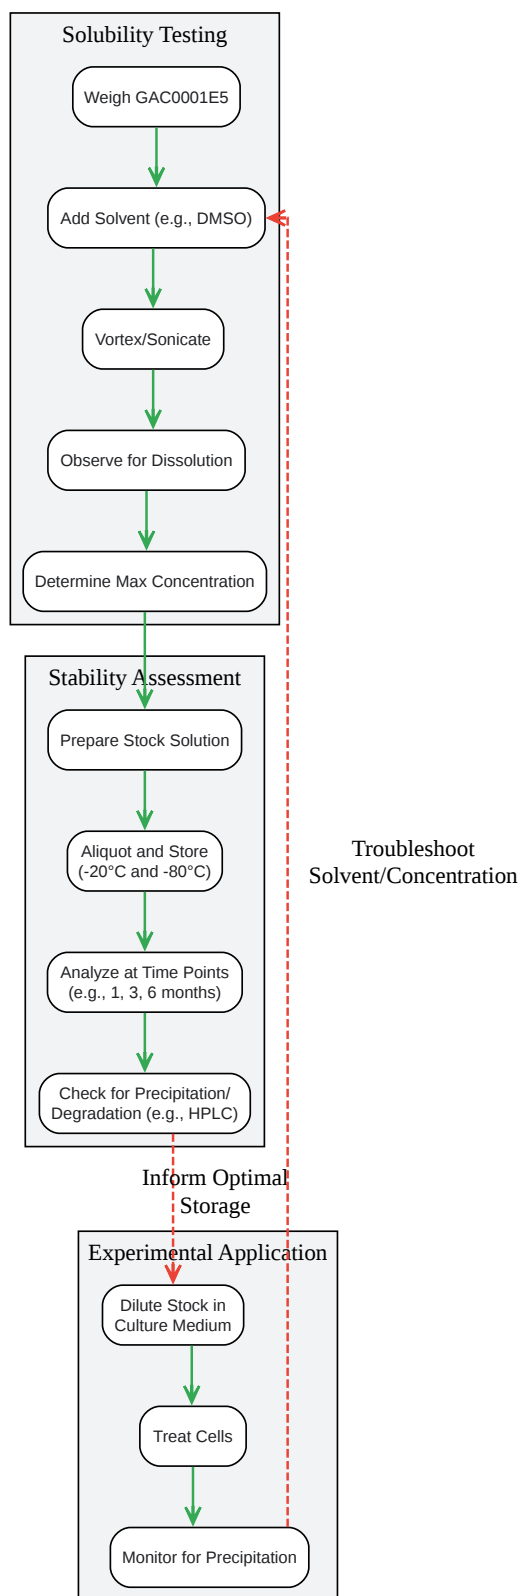 Solubility Testing
Weigh GAC0001E5
Add Solvent (e.g., DMSO)
Vortex/Sonicate
Observe for Dissolution
Determine Max Concentration
Stability Assessment
Prepare Stock Solution
Aliquot and Store
(-20°C and -80°C)
Troubleshoot
Solvent/Concentration
Analyze at Time Points
(e.g., 1, 3, 6 months)
Check for Precipitation/
Degradation (e.g., HPLC)
Inform Optimal
Storage
Experimental Application
Dilute Stock in
Culture Medium
Treat Cells
Monitor for Precipitation